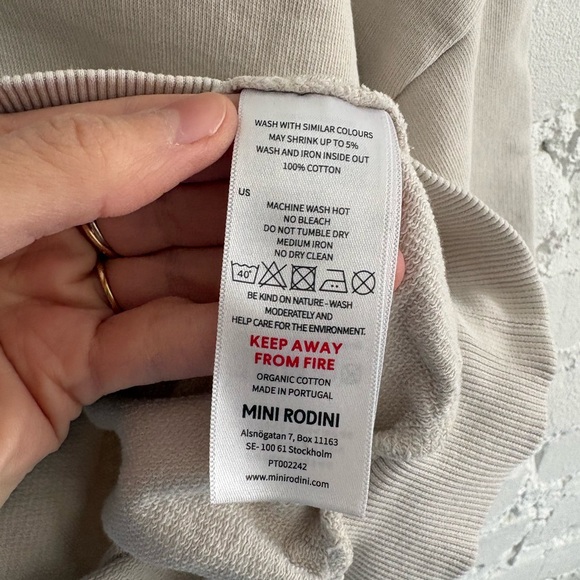 WASH WITH SIMILAR COLOURS
MAY SHRINK UP TO 5%
WASH AND IRON INSIDE OUT
100% COTTON
US
MACHINE WASH HOT
NO BLEACH
DO NOT TUMBLE DRY
MEDIUM IRON
NO DRY CLEAN
40°
BE KIND ON NATURE - WASH
MODERATELY AND
HELP CARE FOR THE ENVIRONMENT.
KEEP AWAY
FROM FIRE
ORGANIC COTTON
MADE IN PORTUGAL
MINI RODINI
Alsnögatan 7, Box 11163
SE- 100 61 Stockholm
PT002242
www.minirodini.com